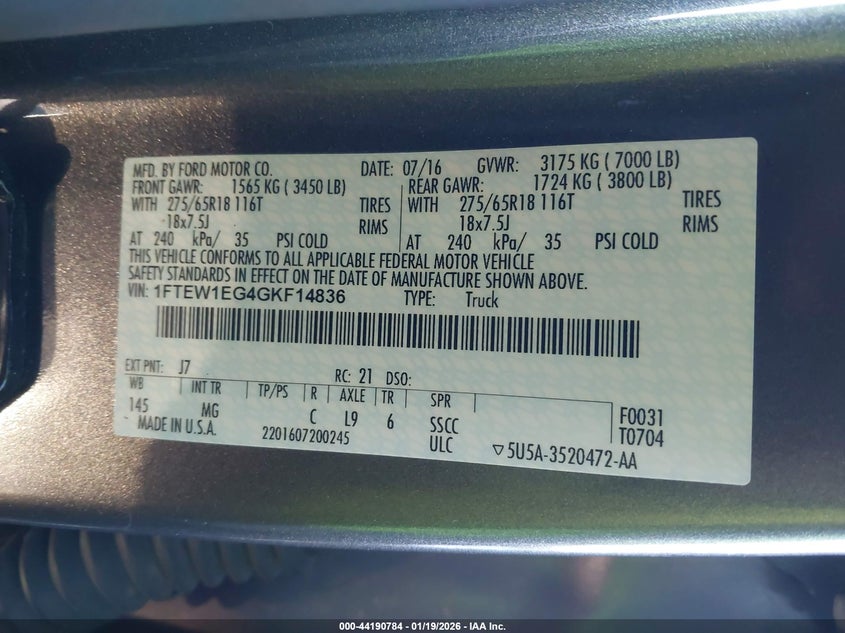 MFD. BY FORD MOTOR CO. DATE: 07/16 GVWR: 3175 KG ( 7000 LB)
FRONT GAWR: 1565 KG ( 3450 LB) REAR GAWR: 1724 KG ( 3800 LB)
WITH 275/65R18 116T TIRES WITH 275/65R18 116T TIRES
18x7.5J RIMS 18x7.5J RIMS
AT 240 kPa/ 35 PSI COLD AT 240 kPa/ 35 PSI COLD
THIS VEHICLE CONFORMS TO ALL APPLICABLE FEDERAL MOTOR VEHICLE
SAFETY STANDARDS IN EFFECT ON THE DATE OF MANUFACTURE SHOWN ABOVE.
VIN: 1FTEW1EG4GKF14836 TYPE: Truck
EXT PNT: J7 RC: 21 DSO:
WB INT TR TP/PS R AXLE TR SPR
145 MG C L9 6 SSCC F0031
MADE IN U.S.A. 2201607200245 ULC T0704
▽5U5A-3520472-AA
000-44190784 - 01/19/2026 - IAA Inc.